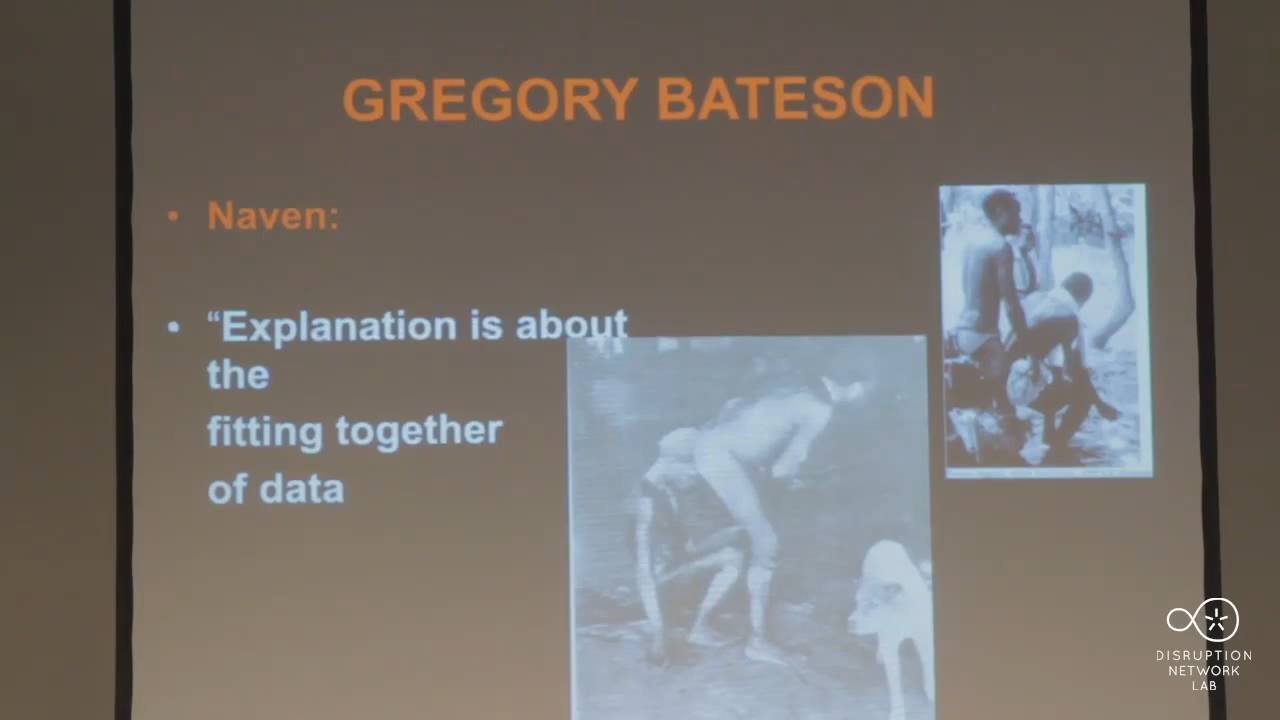 GREGORY BATESON
• Naven:
• “Explanation is about
the
fitting together
of data
DISRUPTION
NETWORK
LAB